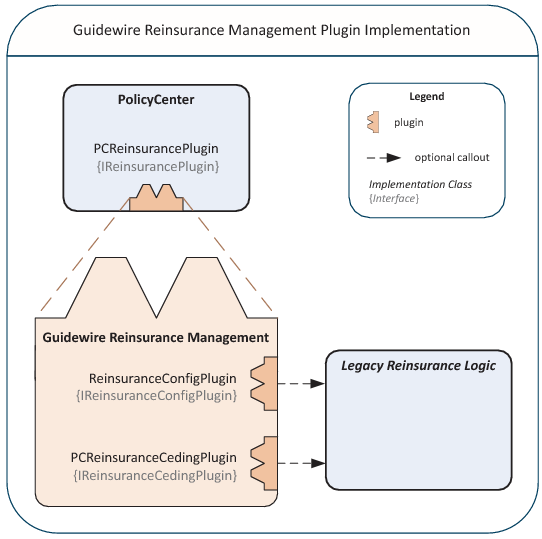 Guidewire Reinsurance Management Plugin Implementation
PolicyCenter
PCReinsurancePlugin
{IReinsurancePlugin}
Legend
plugin
optional callout
Implementation Class
{Interface}
Guidewire Reinsurance Management
ReinsuranceConfigPlugin
{IReinsuranceConfigPlugin}
PCReinsuranceCedingPlugin
{IReinsuranceCedingPlugin}
Legacy Reinsurance Logic